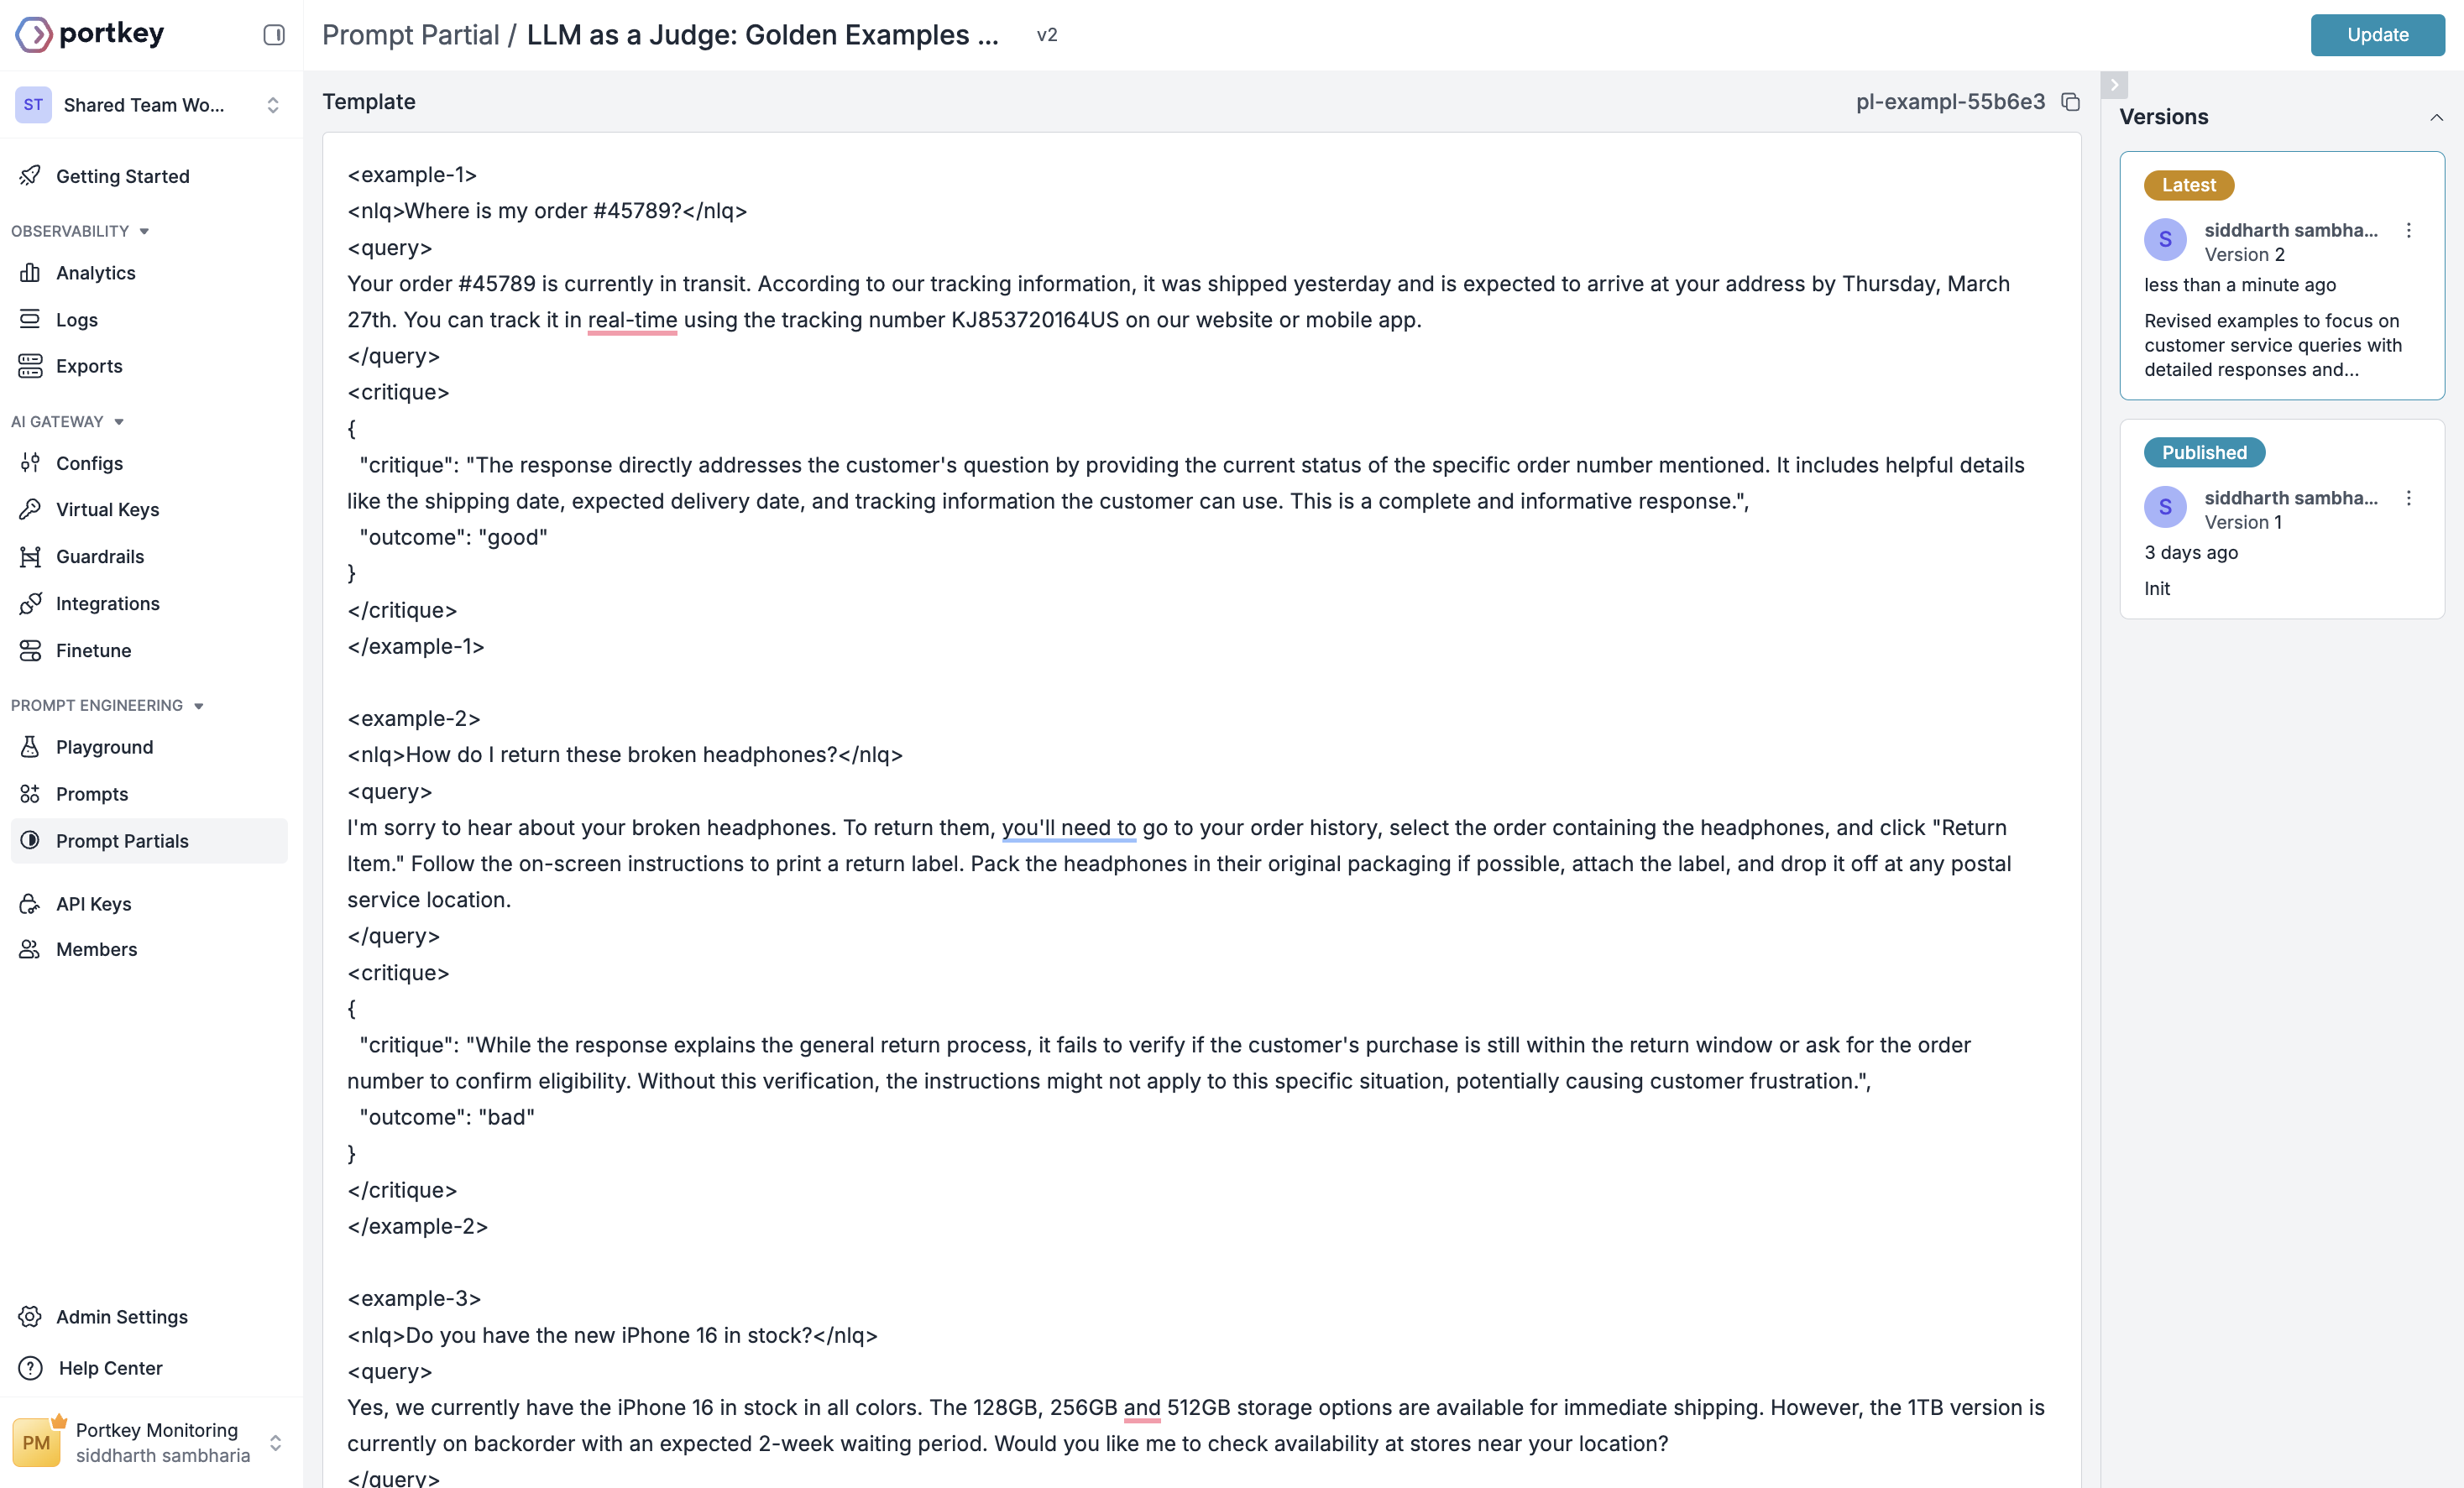 portkey
Prompt Partial / LLM as a Judge: Golden Examples ...
v2
Update
ST
Shared Team Wo...
Getting Started
OBSERVABILITY
Analytics
Logs
Exports
AI GATEWAY
Configs
Virtual Keys
Guardrails
Integrations
Finetune
PROMPT ENGINEERING
Playground
Prompts
Prompt Partials
API Keys
Members
Admin Settings
Help Center
PM
Portkey Monitoring
siddharth sambharia
Template
pl-exampl-55b6e3
<example-1>
<nlq>Where is my order #45789?</nlq>
<query>
Your order #45789 is currently in transit. According to our tracking information, it was shipped yesterday and is expected to arrive at your address by Thursday, March
27th. You can track it in real-time using the tracking number KJ853720164US on our website or mobile app.
</query>
<critique>
{
"critique": "The response directly addresses the customer's question by providing the current status of the specific order number mentioned. It includes helpful details
like the shipping date, expected delivery date, and tracking information the customer can use. This is a complete and informative response.",
"outcome": "good"
}
</critique>
</example-1>
<example-2>
<nlq>How do I return these broken headphones?</nlq>
<query>
I'm sorry to hear about your broken headphones. To return them, you'll need to go to your order history, select the order containing the headphones, and click "Return
Item." Follow the on-screen instructions to print a return label. Pack the headphones in their original packaging if possible, attach the label, and drop it off at any postal
service location.
</query>
<critique>
{
"critique": "While the response explains the general return process, it fails to verify if the customer's purchase is still within the return window or ask for the order
number to confirm eligibility. Without this verification, the instructions might not apply to this specific situation, potentially causing customer frustration.",
"outcome": "bad"
}
</critique>
</example-2>
<example-3>
<nlq>Do you have the new iPhone 16 in stock?</nlq>
<query>
Yes, we currently have the iPhone 16 in stock in all colors. The 128GB, 256GB and 512GB storage options are available for immediate shipping. However, the 1TB version is
currently on backorder with an expected 2-week waiting period. Would you like me to check availability at stores near your location?
</query>
Versions
Latest
S
siddharth sambha...
Version 2
less than a minute ago
Revised examples to focus on
customer service queries with
detailed responses and...
Published
S
siddharth sambha...
Version 1
3 days ago
Init